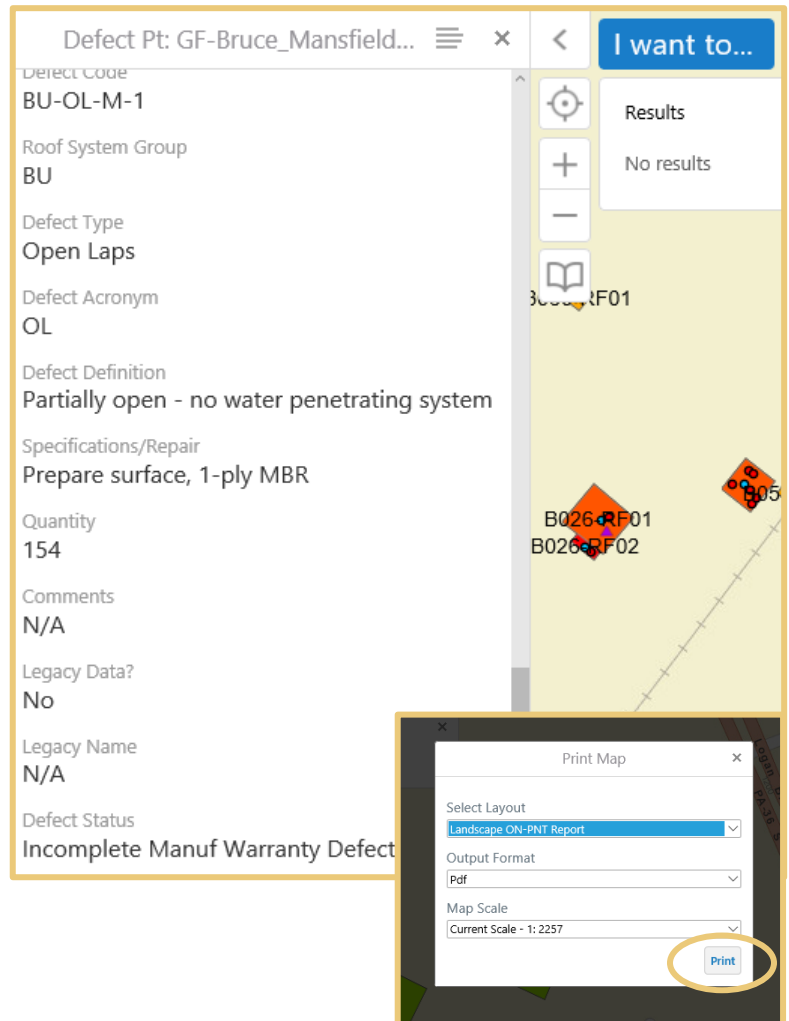 Defect Pt: GF-Bruce_Mansfield...
I want to...
Defect Code
BU-OL-M-1
Roof System Group
BU
Defect Type
Open Laps
Defect Acronym
OL
Defect Definition
Partially open - no water penetrating system
Specifications/Repair
Prepare surface, 1-ply MBR
Quantity
154
Comments
N/A
Legacy Data?
No
Legacy Name
N/A
Defect Status
Incomplete Manuf Warranty Defect
Results
No results
RF01
B026-RF01
B026-RF02
B05
Print Map
Select Layout
Landscape ON-PNT Report
Output Format
Pdf
Map Scale
Current Scale - 1: 2257
Print
Logan
PA-36